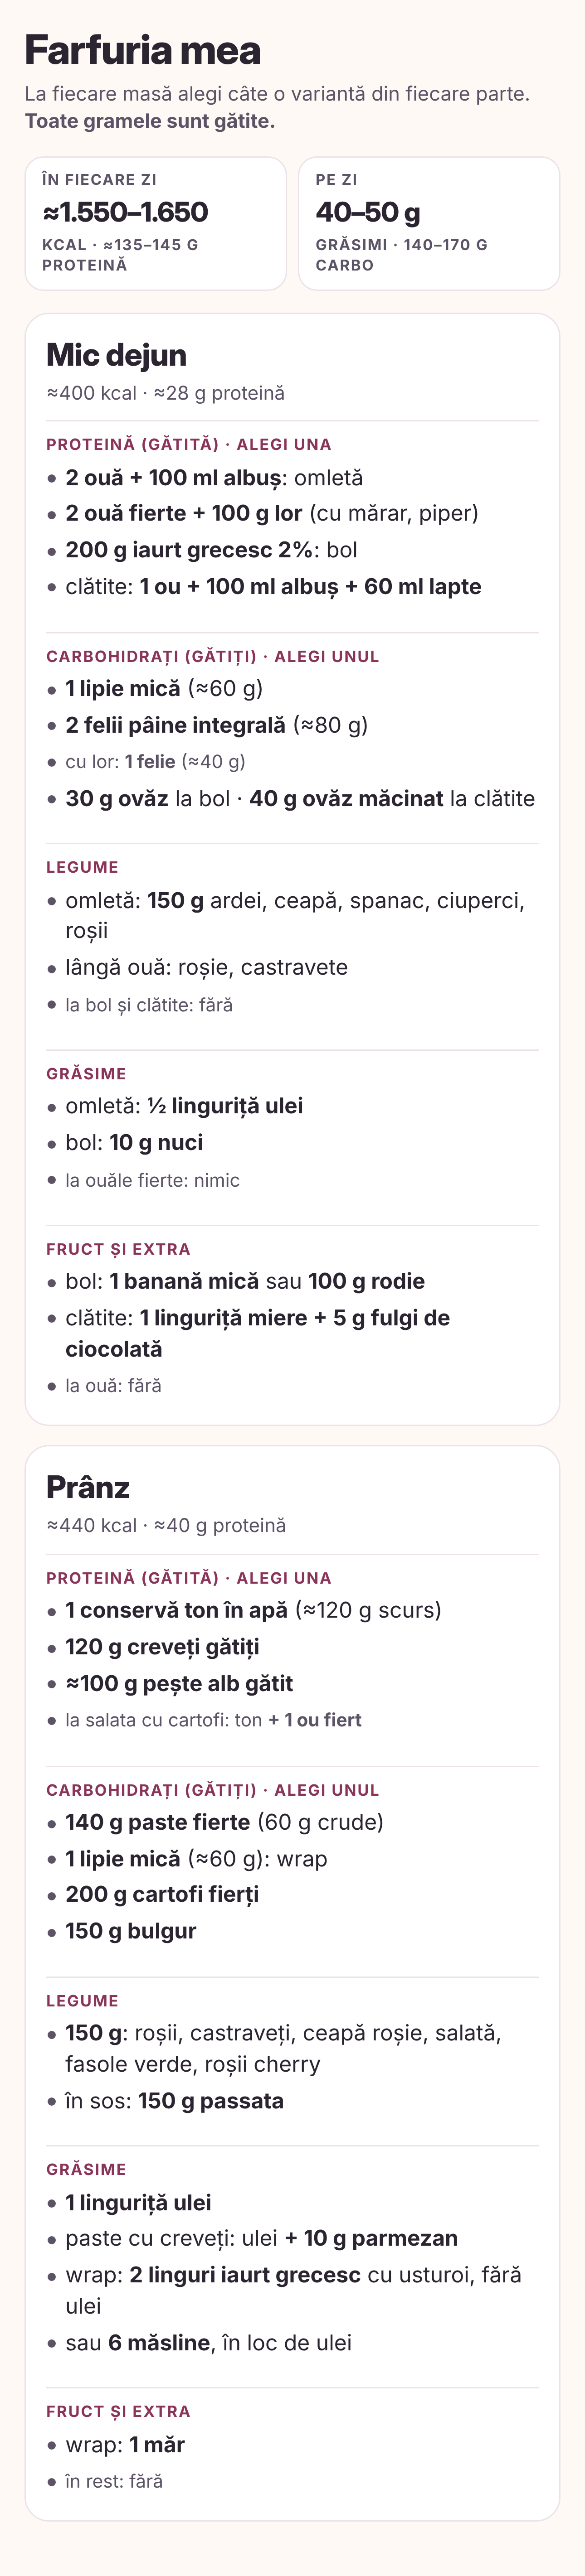 Farfuria mea
La fiecare masă alegi câte o variantă din fiecare parte.
Toate gramele sunt gătite.
ÎN FIECARE ZI
≈1.550–1.650
KCAL · ≈135–145 G
PROTEINĂ
PE ZI
40–50 g
GRĂSIMI · 140–170 G
CARBO
Mic dejun
≈400 kcal · ≈28 g proteină
PROTEINĂ (GĂTITĂ) · ALEGI UNA
• 2 ouă + 100 ml albuș: omletă
• 2 ouă fierte + 100 g lor (cu mărar, piper)
• 200 g iaurt grecesc 2%: bol
• clătite: 1 ou + 100 ml albuș + 60 ml lapte
CARBOHIDRAȚI (GĂTIȚI) · ALEGI UNUL
• 1 lipie mică (≈60 g)
• 2 felii pâine integrală (≈80 g)
• cu lor: 1 felie (≈40 g)
• 30 g ovăz la bol · 40 g ovăz măcinat la clătite
LEGUME
• omletă: 150 g ardei, ceapă, spanac, ciuperci,
roșii
• lângă ouă: roșie, castravete
• la bol și clătite: fără
GRĂSIME
• omletă: ½ linguriță ulei
• bol: 10 g nuci
• la ouăle fierte: nimic
FRUCT ȘI EXTRA
• bol: 1 banană mică sau 100 g rodie
• clătite: 1 linguriță miere + 5 g fulgi de
ciocolată
• la ouă: fără
Prânz
≈440 kcal · ≈40 g proteină
PROTEINĂ (GĂTITĂ) · ALEGI UNA
• 1 conservă ton în apă (≈120 g scurs)
• 120 g creveți gătiți
• ≈100 g pește alb gătit
• la salata cu cartofi: ton + 1 ou fiert
CARBOHIDRAȚI (GĂTIȚI) · ALEGI UNUL
• 140 g paste fierte (60 g crude)
• 1 lipie mică (≈60 g): wrap
• 200 g cartofi fierți
• 150 g bulgur
LEGUME
• 150 g: roșii, castraveți, ceapă roșie, salată,
fasole verde, roșii cherry
• în sos: 150 g passata
GRĂSIME
• 1 linguriță ulei
• paste cu creveți: ulei + 10 g parmezan
• wrap: 2 linguri iaurt grecesc cu usturoi, fără
ulei
• sau 6 măsline, în loc de ulei
FRUCT ȘI EXTRA
• wrap: 1 măr
• în rest: fără